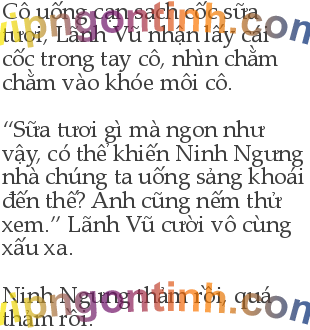 Cô uống cạn sạch cốc sữa
tươi, Lãnh Vũ nhận lấy cái
cốc trong tay cô, nhìn chằm
chằm vào khóe môi cô.
“Sữa tươi gì mà ngon như
vậy, có thể khiến Ninh Ngưng
nhà chúng ta uống sảng khoái
đến thế? Anh cũng nếm thử
xem.” Lãnh Vũ cười vô cùng
xấu xa.
Ninh Ngưng thảm rồi, quá
thảm rồi.
vipngontinh.com
vipngontinh.com